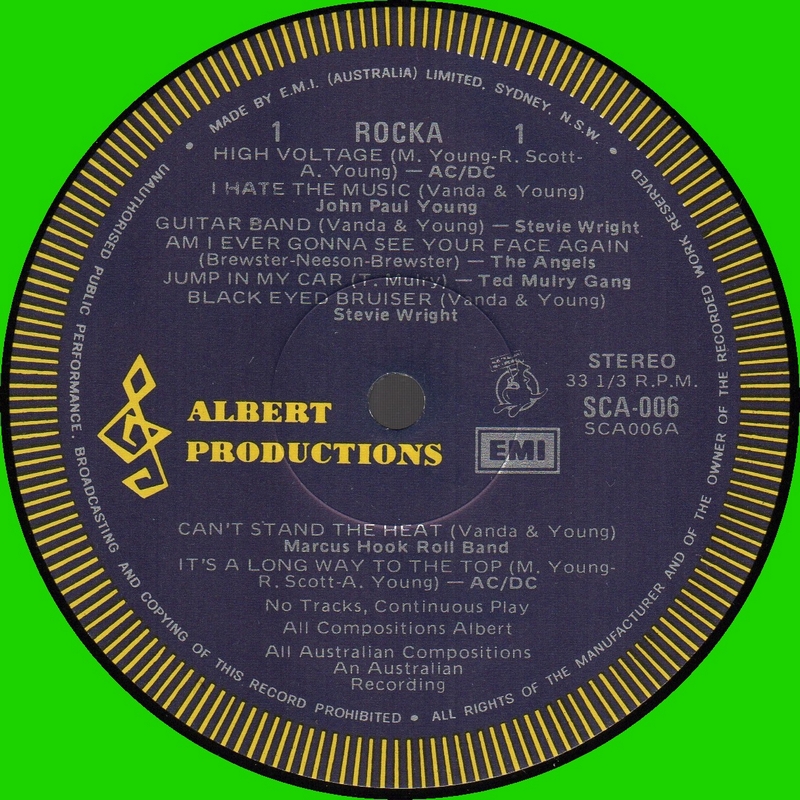 MADE BY E.M.I. (AUSTRALIA) LIMITED, SYDNEY, N.S.W.
1 ROCKA 1
HIGH VOLTAGE (M. Young-R. Scott-
A. Young) — AC/DC
I HATE THE MUSIC (Vanda & Young)
John Paul Young
GUITAR BAND (Vanda & Young) — Stevie Wright
AM I EVER GONNA SEE YOUR FACE AGAIN
(Brewster-Neeson-Brewster) — The Angels
JUMP IN MY CAR (T. Mulry) — Ted Mulry Gang
BLACK EYED BRUISER (Vanda & Young)
Stevie Wright
STEREO
33 1/3 R.P.M.
SCA-006
SCA006A
ALBERT
PRODUCTIONS
EMI
CAN'T STAND THE HEAT (Vanda & Young)
Marcus Hook Roll Band
IT'S A LONG WAY TO THE TOP (M. Young-
R. Scott-A. Young) — AC/DC
No Tracks, Continuous Play
All Compositions Albert
All Australian Compositions
An Australian
Recording
UNAUTHORISED PUBLIC PERFORMANCE, BROADCASTING AND COPYING OF THIS RECORD PROHIBITED • ALL RIGHTS OF THE MANUFACTURER AND OF THE OWNER OF THE RECORDED WORK RESERVED